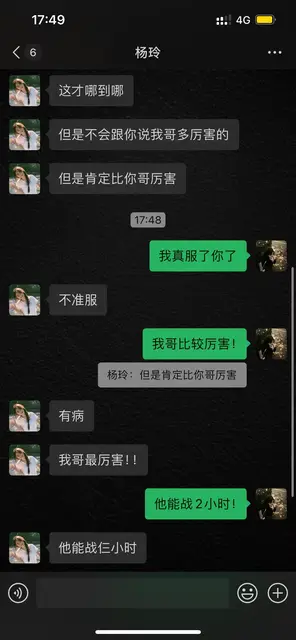 17:49
4G
6
杨玲
这才哪到哪
但是不会跟你说我哥多厉害的
但是肯定比你哥厉害
17:48
我真服了你了
不准服
我哥比较厉害!
杨玲：但是肯定比你哥厉害
有病
我哥最厉害!!
他能战2小时!
他能战仨小时